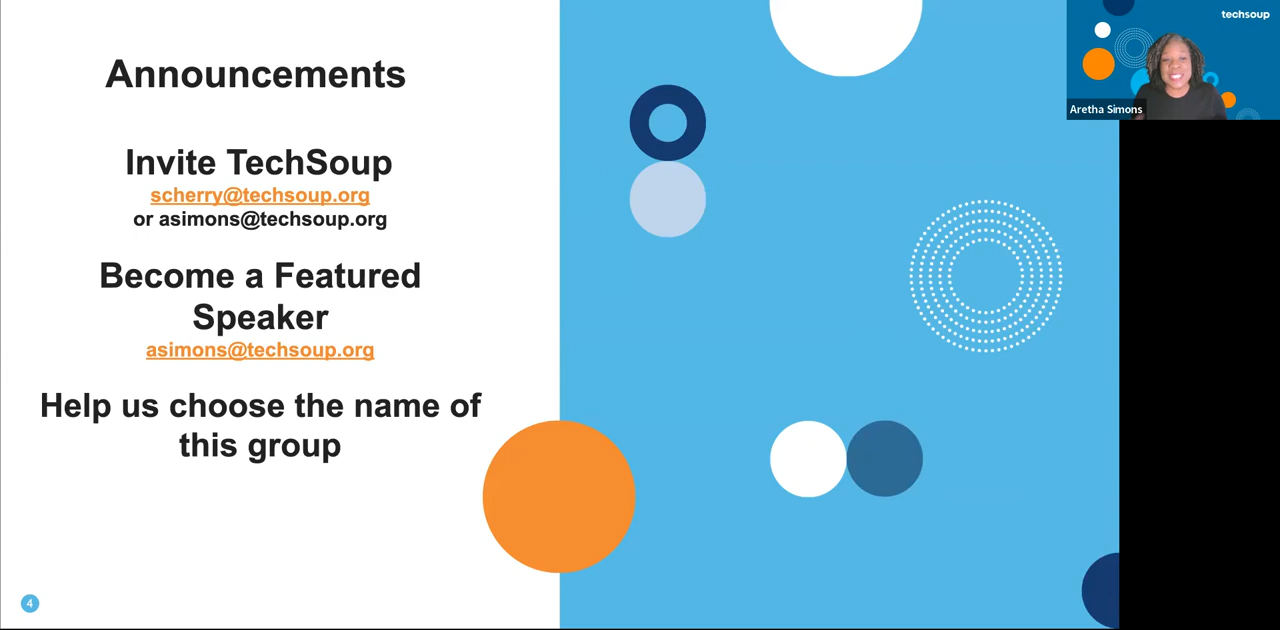 Announcements
Invite TechSoup
scherry@techsoup.org
or asimons@techsoup.org
Become a Featured
Speaker
asimons@techsoup.org
Help us choose the name of
this group
4
techsoup
Aretha Simons